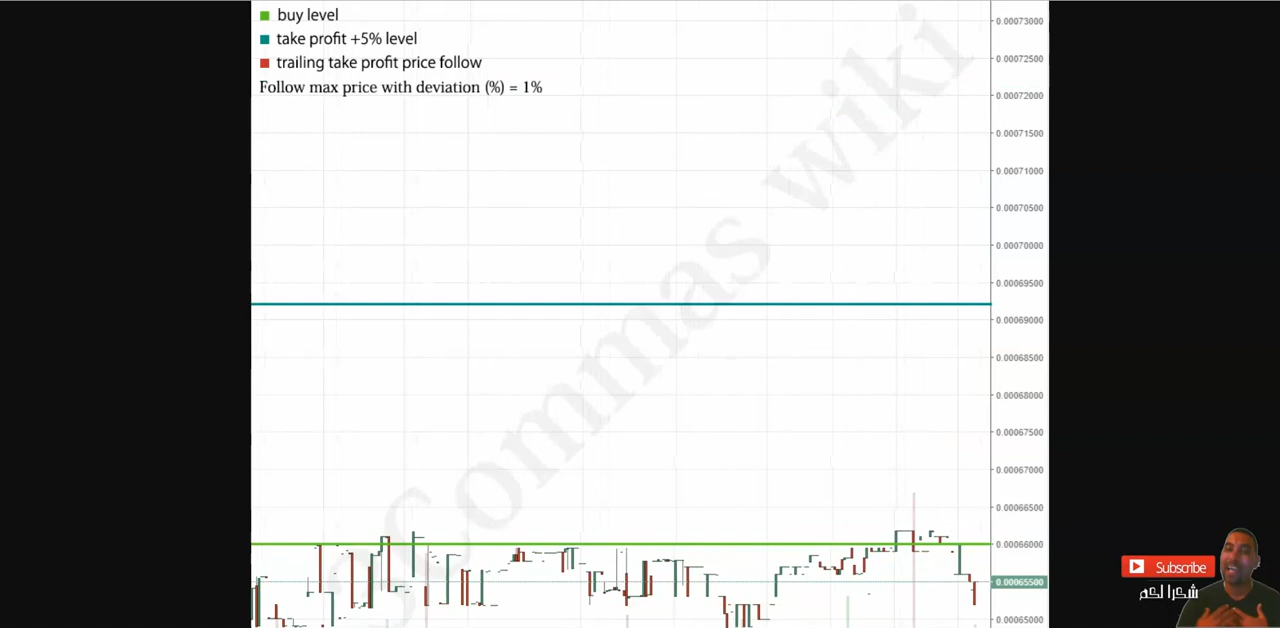 buy level
take profit +5% level
trailing take profit price follow
Follow max price with deviation (%) = 1%
3Commas wiki
0.00073000
0.00072500
0.00072000
0.00071500
0.00071000
0.00070500
0.00070000
0.00069500
0.00069000
0.00068500
0.00068000
0.00067500
0.00067000
0.00066500
0.00066000
0.00065500
0.00065000
Subscribe
شكرا لكم